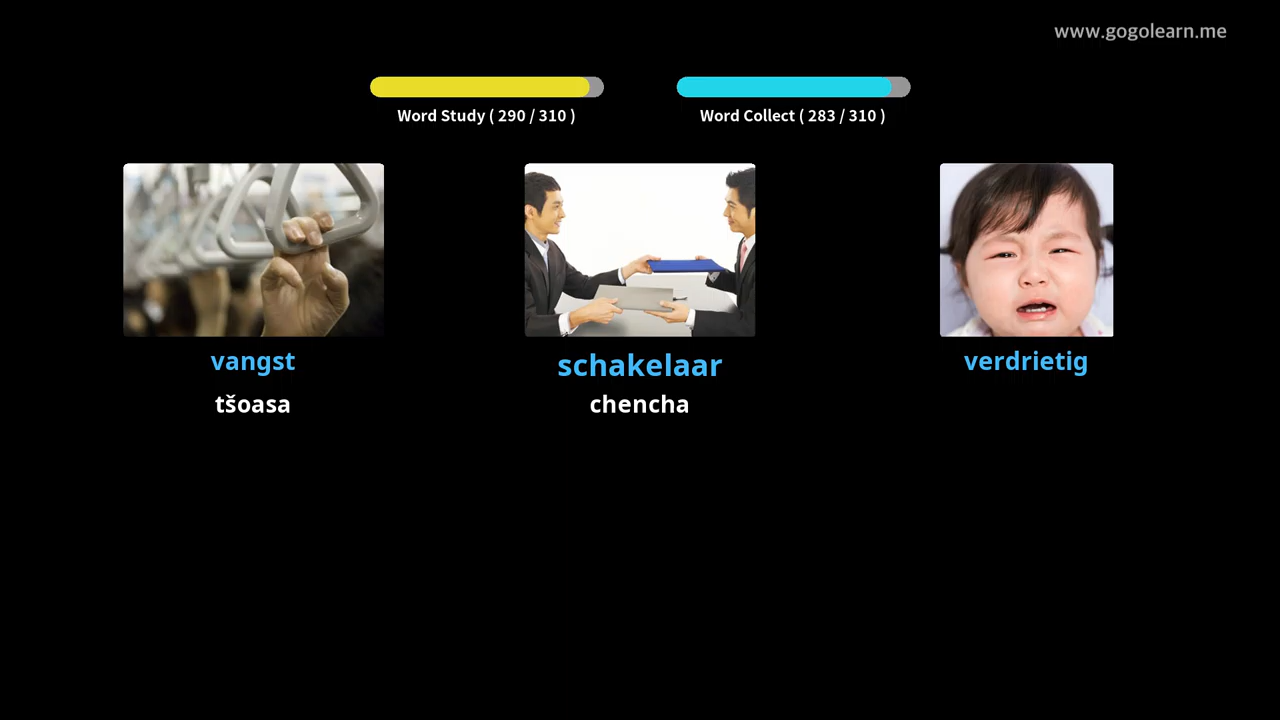 www.gogolearn.me
Word Study ( 290 / 310 )
Word Collect ( 283 / 310 )
vangst
schakelaar
verdrietig
tšoasa
chencha